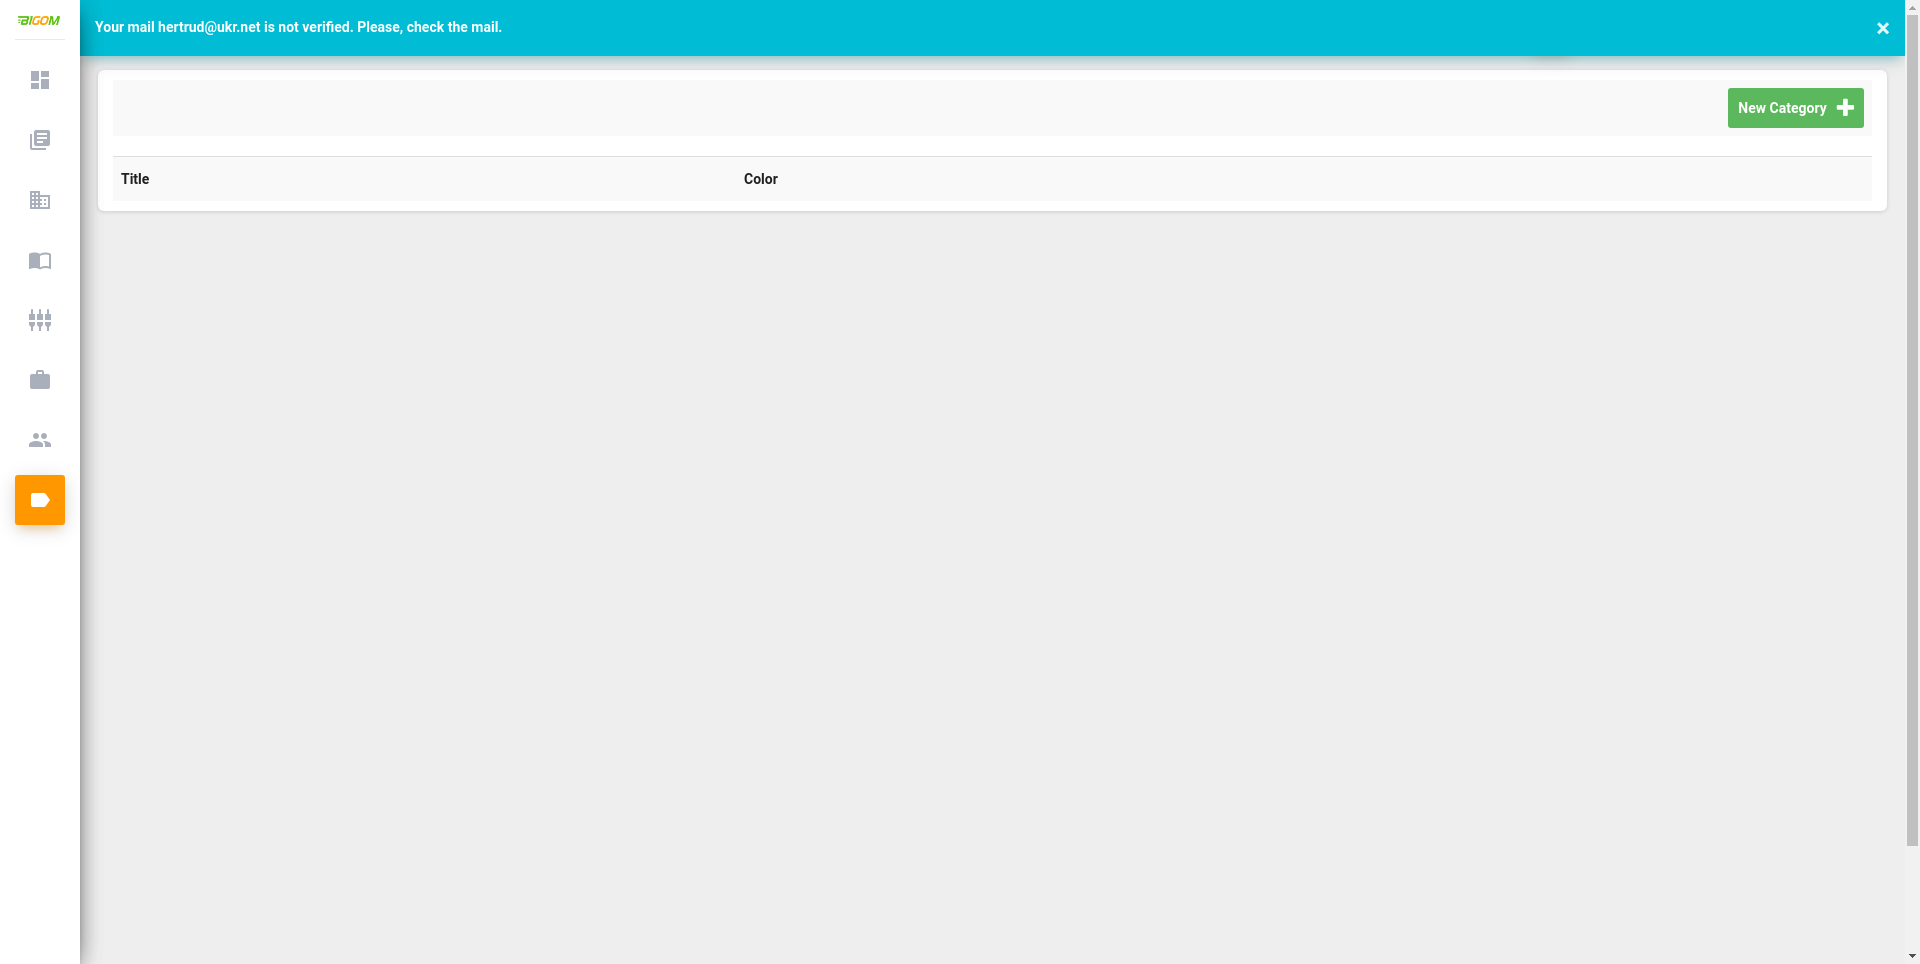 BIGOM
Your mail hertrud@ukr.net is not verified. Please, check the mail.
New Category
Title
Color